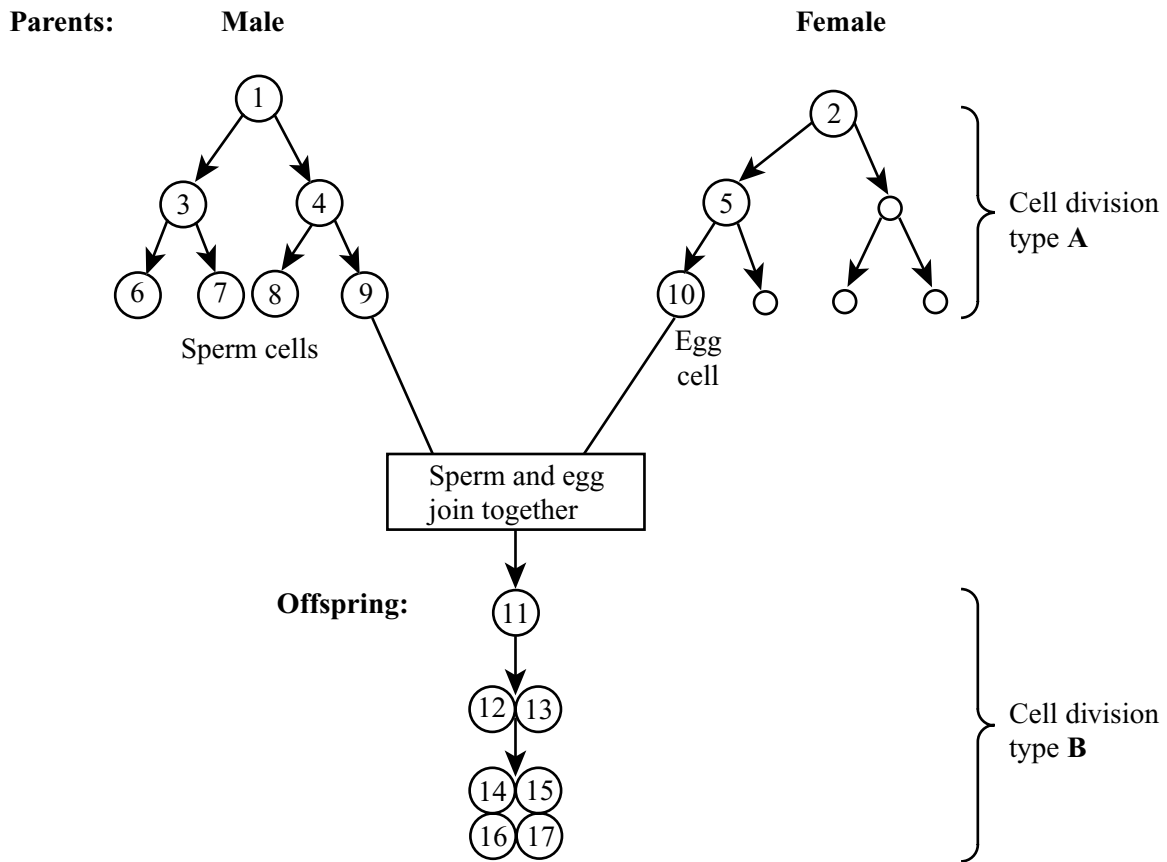 Parents: Male Female
1
2
3 4 5
Cell division
type A
6 7 8 9 10
Sperm cells
Egg
cell
Sperm and egg
join together
Offspring: 11
12 13
Cell division
type B
14 15
16 17